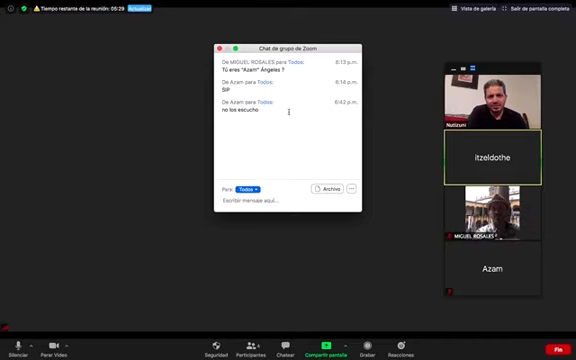 Tiempo restante de la reunión: 05:29 Actualizar
Vista de galería Salir de pantalla completa
Chat de grupo de Zoom
De MIGUEL ROSALES para Todos: 6:13 p.m.
Tú eres "Azam" Ángeles ?
De Azam para Todos: 6:14 p.m.
SIP
De Azam para Todos: 6:42 p.m.
no los escucho
Para: Todos Archivo
Escribir mensaje aquí...
Nutizuni
itzeldothe
MIGUEL ROSALES
Azam
Silenciar Parar Video Seguridad Participantes Chatear Compartir pantalla Grabar Reacciones Fin